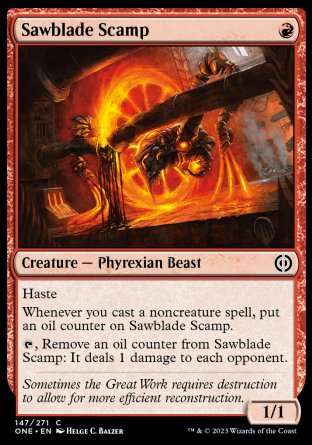 Sawblade Scamp
Creature — Phyrexian Beast
Haste
Whenever you cast a noncreature spell, put
an oil counter on Sawblade Scamp.
, Remove an oil counter from Sawblade
Scamp: It deals 1 damage to each opponent.
Sometimes the Great Work requires destruction
to allow for more efficient reconstruction.
1/1
147/271 C
ONE • EN Helge C. Balzer
™ & © 2023 Wizards of the Coast